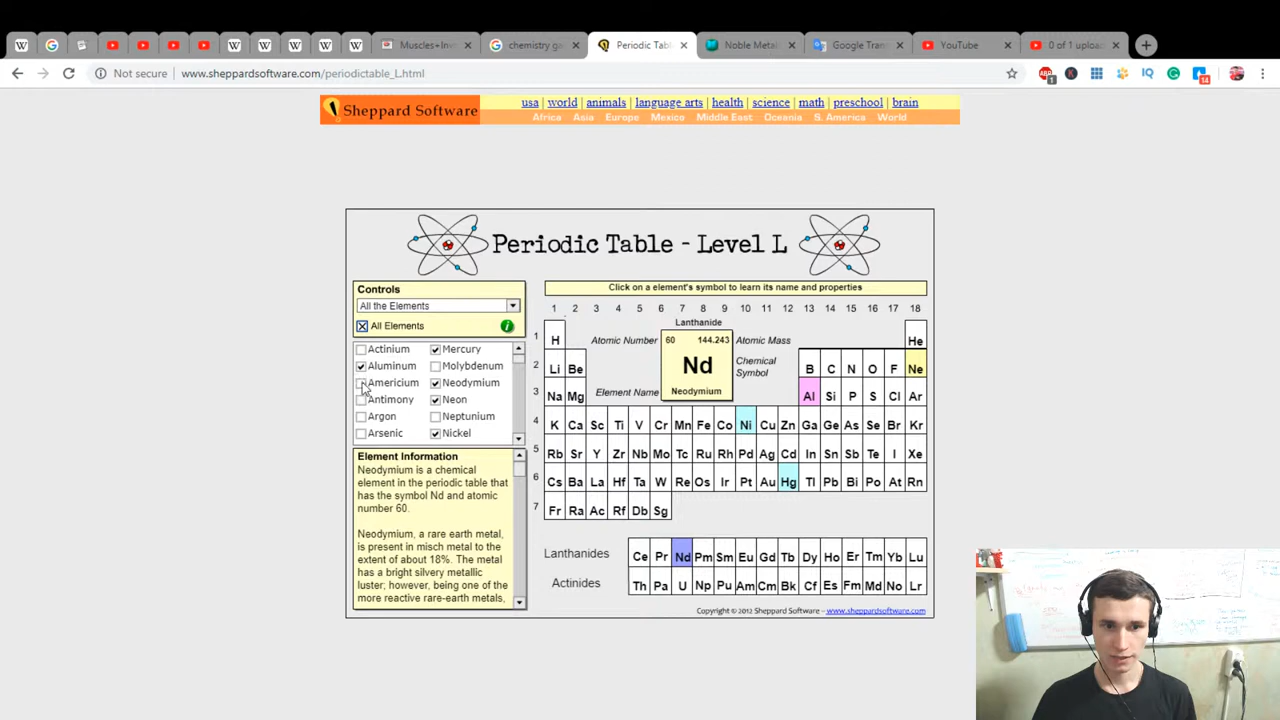 Muscles+Inv
chemistry ga
Periodic Tabl
Noble Metal
Google Tran
YouTube
0 of 1 uploa
Not secure
www.sheppardsoftware.com/periodictable_L.html
ABP
1
IQ
14
Sheppard Software
usa | world | animals | language arts | health | science | math | preschool | brain
Africa Asia Europe Mexico Middle East Oceania S. America World
Periodic Table - Level L
Controls
All the Elements
All Elements
Actinium Mercury
Aluminum Molybdenum
Americium Neodymium
Antimony Neon
Argon Neptunium
Arsenic Nickel
Element Information
Neodymium is a chemical
element in the periodic table that
has the symbol Nd and atomic
number 60.
Neodymium, a rare earth metal,
is present in misch metal to the
extent of about 18%. The metal
has a bright silvery metallic
luster; however, being one of the
more reactive rare-earth metals,
Click on a element's symbol to learn its name and properties
1 2 3 4 5 6 7 8 9 10 11 12 13 14 15 16 17 18
Lanthanide
Atomic Number
60 144.243
Atomic Mass
Nd
Chemical
Symbol
Element Name
Neodymium
1 H He
2 Li Be B C N O F Ne
3 Na Mg Al Si P S Cl Ar
4 K Ca Sc Ti V Cr Mn Fe Co Ni Cu Zn Ga Ge As Se Br Kr
5 Rb Sr Y Zr Nb Mo Tc Ru Rh Pd Ag Cd In Sn Sb Te I Xe
6 Cs Ba La Hf Ta W Re Os Ir Pt Au Hg Tl Pb Bi Po At Rn
7 Fr Ra Ac Rf Db Sg
Lanthanides Ce Pr Nd Pm Sm Eu Gd Tb Dy Ho Er Tm Yb Lu
Actinides Th Pa U Np Pu Am Cm Bk Cf Es Fm Md No Lr
Copyright © 2012 Sheppard Software – www.sheppardsoftware.com